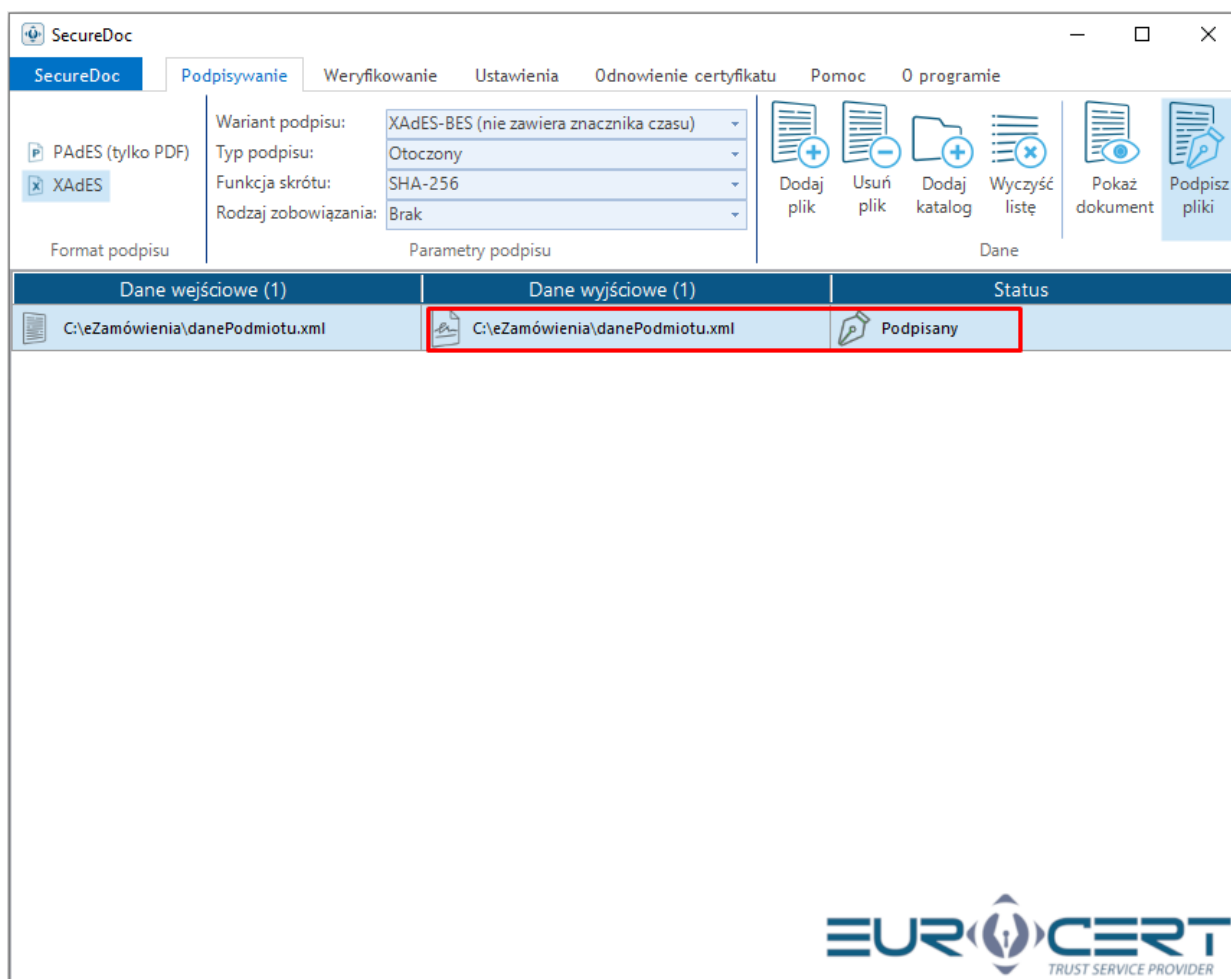 SecureDoc
SecureDoc Podpisywanie Weryfikowanie Ustawienia Odnowienie certyfikatu Pomoc O programie
PAdES (tylko PDF)
XAdES
Format podpisu
Wariant podpisu: XAdES-BES (nie zawiera znacznika czasu)
Typ podpisu: Otoczony
Funkcja skrótu: SHA-256
Rodzaj zobowiązania: Brak
Parametry podpisu
Dodaj plik
Usuń plik
Dodaj katalog
Wyczyść listę
Pokaż dokument
Podpisz pliki
Dane
Dane wejściowe (1) Dane wyjściowe (1) Status
C:\eZamówienia\danePodmiotu.xml C:\eZamówienia\danePodmiotu.xml Podpisany
EUROCERT
TRUST SERVICE PROVIDER